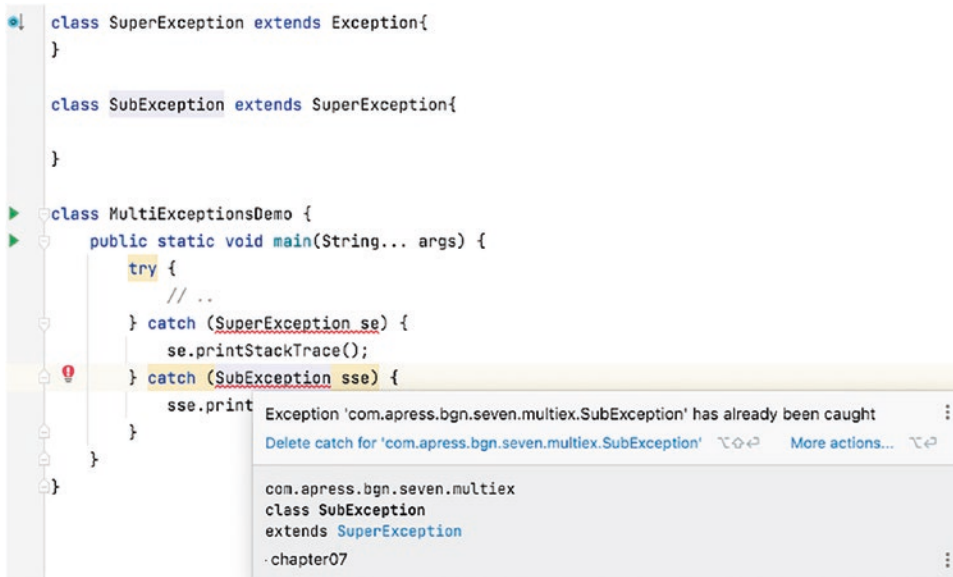 class SuperException extends Exception{
}
class SubException extends SuperException{
}
class MultiExceptionsDemo {
public static void main(String... args) {
try {
// ..
} catch (SuperException se) {
se.printStackTrace();
} catch (SubException sse) {
sse.print
}
}
}
Exception 'com.apress.bgn.seven.multiex.SubException' has already been caught
Delete catch for 'com.apress.bgn.seven.multiex.SubException' ⌥⇧⏎ More actions... ⌥⏎
com.apress.bgn.seven.multiex
class SubException
extends SuperException
chapter07